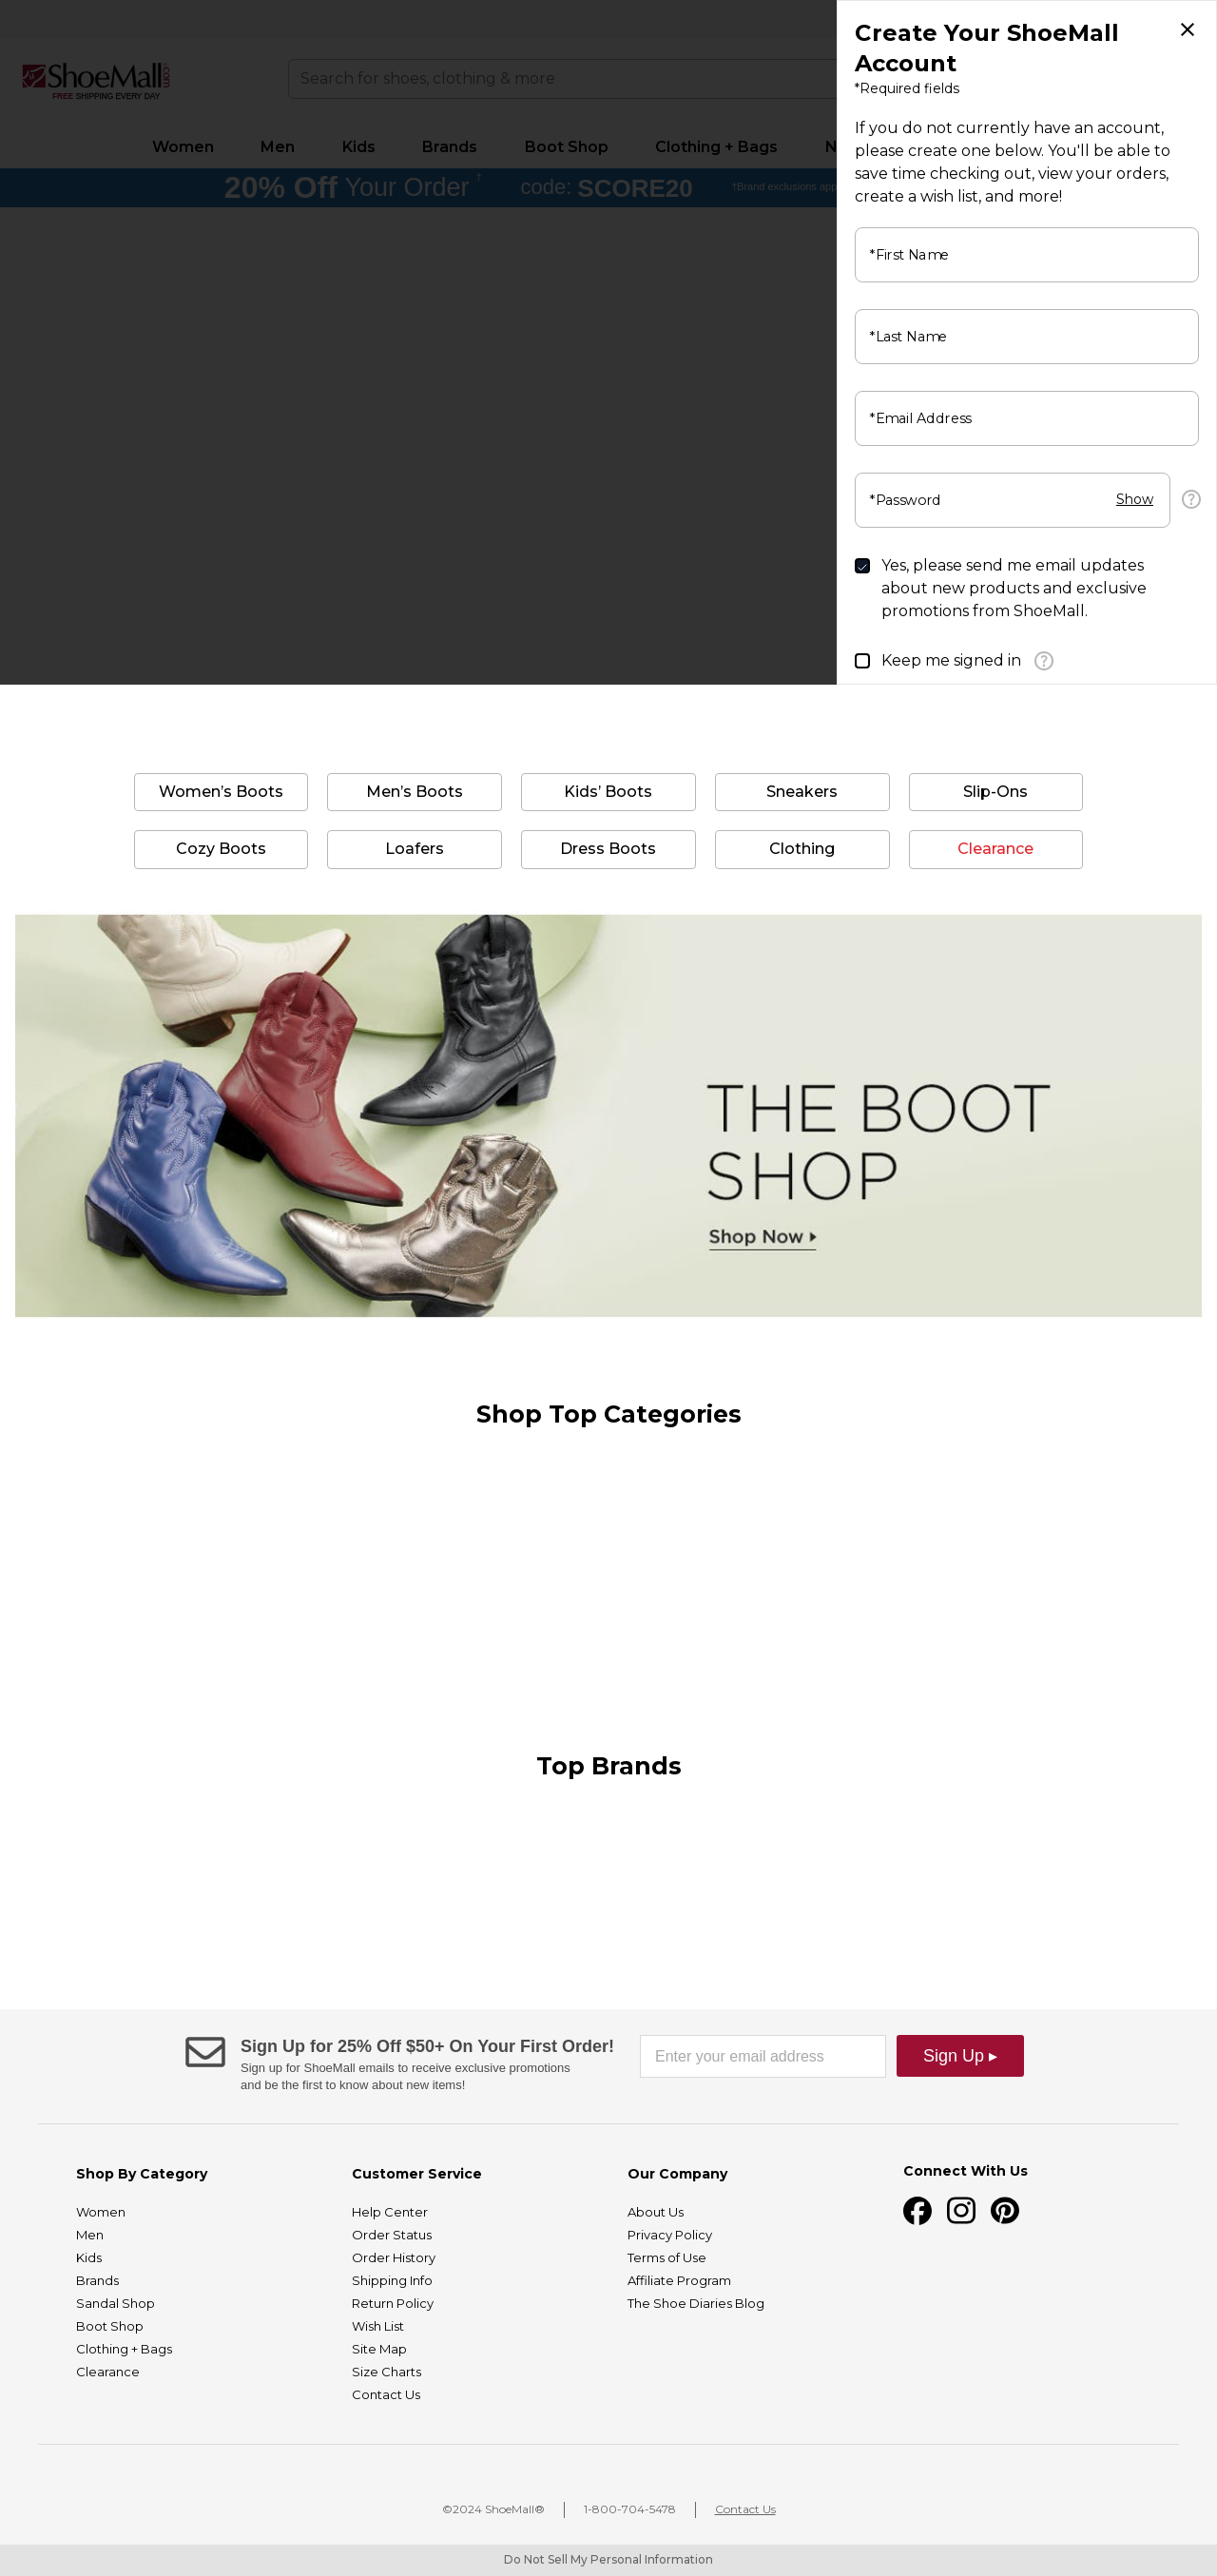 ShoeMall.com
FREE SHIPPING EVERY DAY
Search for shoes, clothing & more
Women
Men
Kids
Brands
Boot Shop
Clothing + Bags
N
20% Off Your Order †
code: SCORE20
†Brand exclusions app
Create Your ShoeMall
Account
*Required fields
If you do not currently have an account,
please create one below. You'll be able to
save time checking out, view your orders,
create a wish list, and more!
*First Name
*Last Name
*Email Address
*Password
Show
?
Yes, please send me email updates
about new products and exclusive
promotions from ShoeMall.
Keep me signed in
?
Women’s Boots
Men’s Boots
Kids’ Boots
Sneakers
Slip-Ons
Cozy Boots
Loafers
Dress Boots
Clothing
Clearance
THE BOOT
SHOP
Shop Now
Shop Top Categories
Top Brands
Sign Up for 25% Off $50+ On Your First Order!
Sign up for ShoeMall emails to receive exclusive promotions
and be the first to know about new items!
Enter your email address
Sign Up ▸
Shop By Category
Women
Men
Kids
Brands
Sandal Shop
Boot Shop
Clothing + Bags
Clearance
Customer Service
Help Center
Order Status
Order History
Shipping Info
Return Policy
Wish List
Site Map
Size Charts
Contact Us
Our Company
About Us
Privacy Policy
Terms of Use
Affiliate Program
The Shoe Diaries Blog
Connect With Us
©2024 ShoeMall®
1-800-704-5478
Contact Us
Do Not Sell My Personal Information